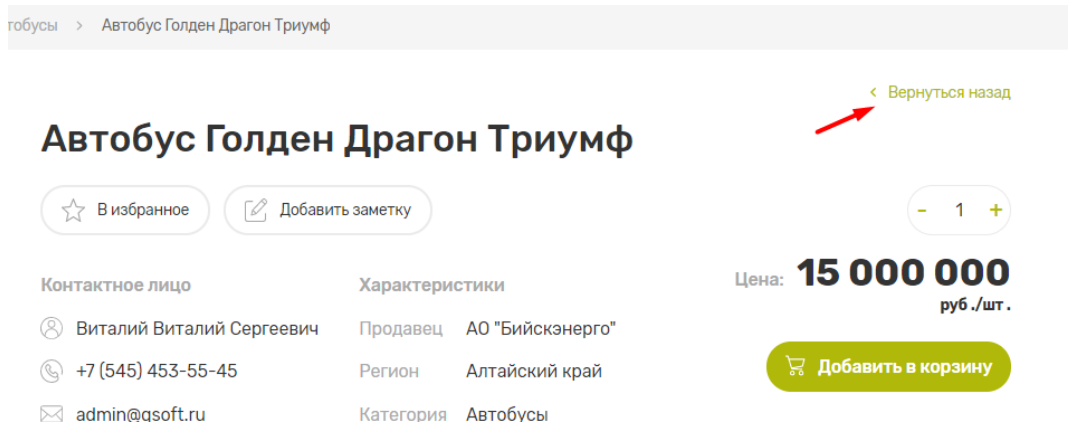 тобусы > Автобус Голден Драгон Триумф
< Вернуться назад
Автобус Голден Драгон Триумф
В избранное Добавить заметку
- 1 +
Контактное лицо
Виталий Виталий Сергеевич
+7 (545) 453-55-45
admin@qsoft.ru
Характеристики
Продавец АО "Бийскэнерго"
Регион Алтайский край
Категория Автобусы
Цена: 15 000 000
руб./шт.
Добавить в корзину